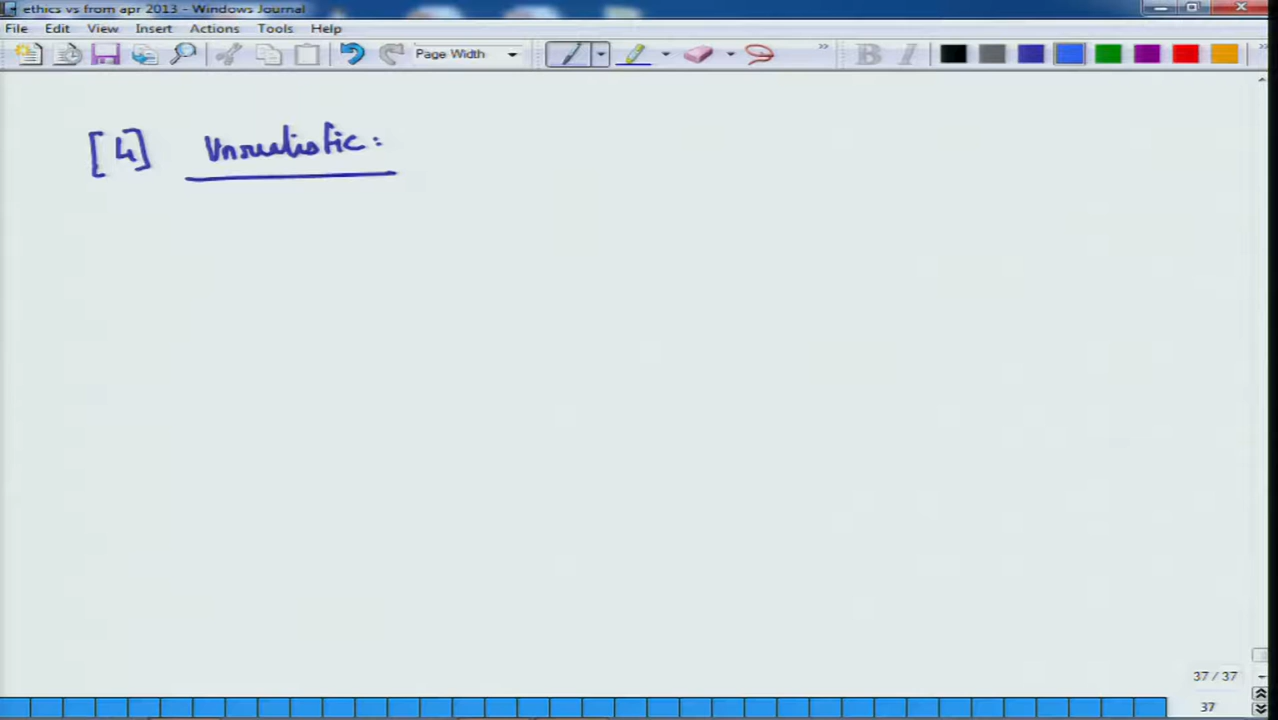 ethics vs from apr 2013 - Windows Journal
File Edit View Insert Actions Tools Help
Page Width B I
[4] Unrealistic:
37 / 37
37